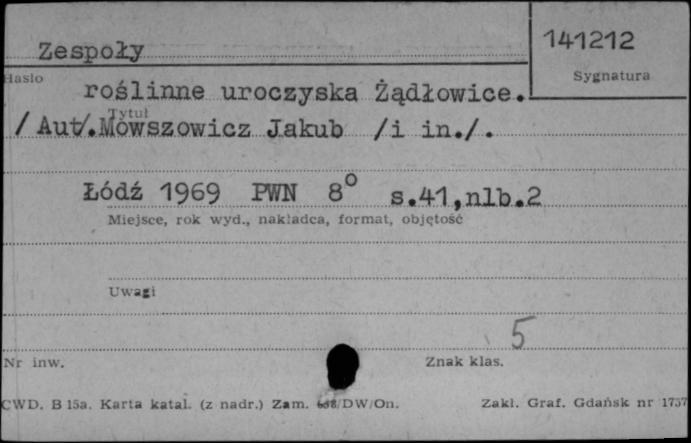 141212
Zespoły
Hasło
Sygnatura
roślinne uroczyska Żądłowice.
Tytuł
/Aut/.Mowszowicz Jakub /i in./.
Łódź 1969 PWN 8° s.41,nlb.2
Miejsce, rok wyd., nakładca, format, objętość
Uwagi
5
Nr inw.
Znak klas.
CWD. B 15a. Karta katal. (z nadr.) Zam. /DW/On.
Zakł. Graf. Gdańsk nr 1737